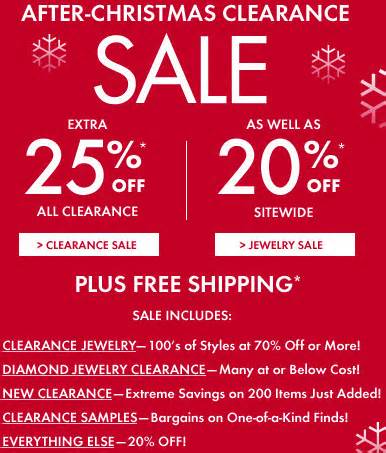 AFTER-CHRISTMAS CLEARANCE
SALE
EXTRA
25%* OFF
ALL CLEARANCE
> CLEARANCE SALE
AS WELL AS
20%* OFF
SITEWIDE
> JEWELRY SALE
PLUS FREE SHIPPING*
SALE INCLUDES:
CLEARANCE JEWELRY—100's of Styles at 70% Off or More!
DIAMOND JEWELRY CLEARANCE—Many at or Below Cost!
NEW CLEARANCE—Extreme Savings on 200 Items Just Added!
CLEARANCE SAMPLES—Bargains on One-of-a-Kind Finds!
EVERYTHING ELSE—20% OFF!